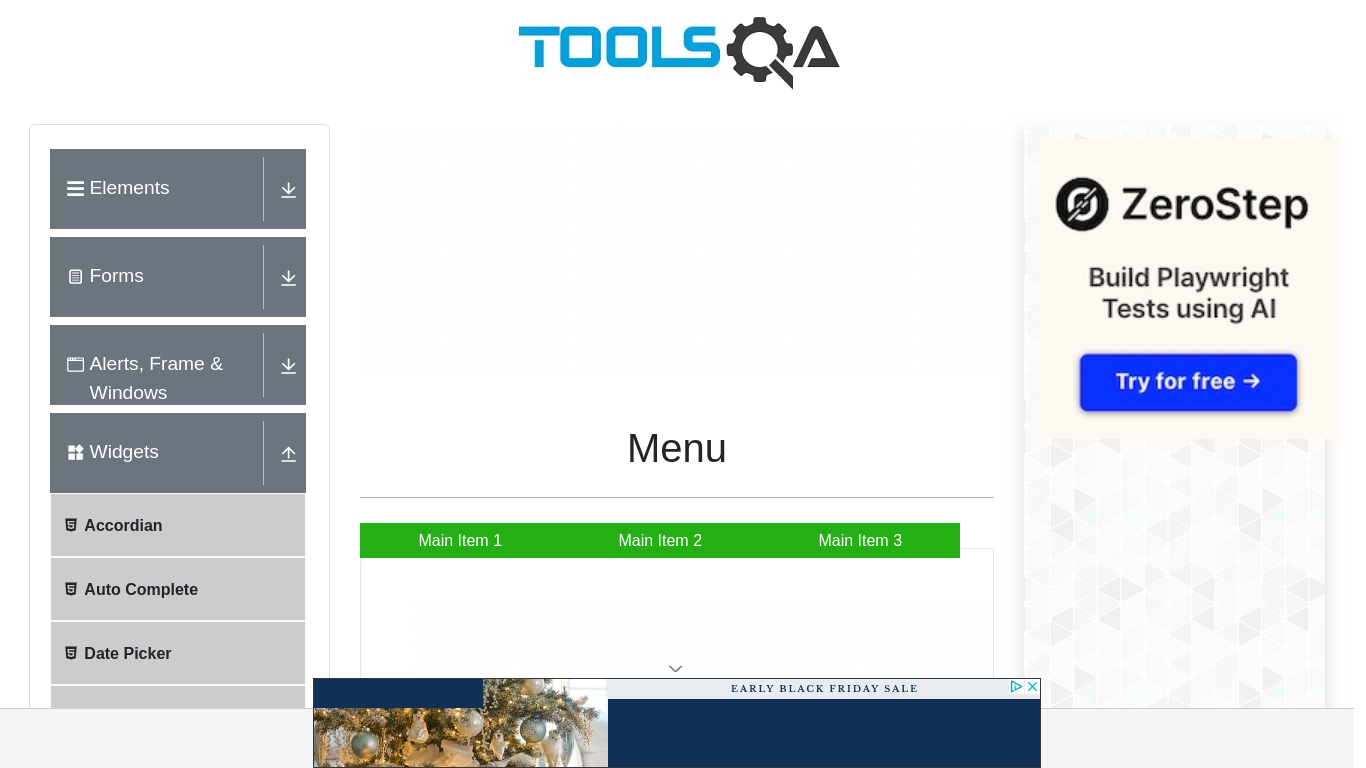 TOOLSQA
Elements
Forms
Alerts, Frame &
Windows
Widgets
Accordian
Auto Complete
Date Picker
Menu
Main Item 1
Main Item 2
Main Item 3
ZeroStep
Build Playwright
Tests using AI
Try for free →
EARLY BLACK FRIDAY SALE